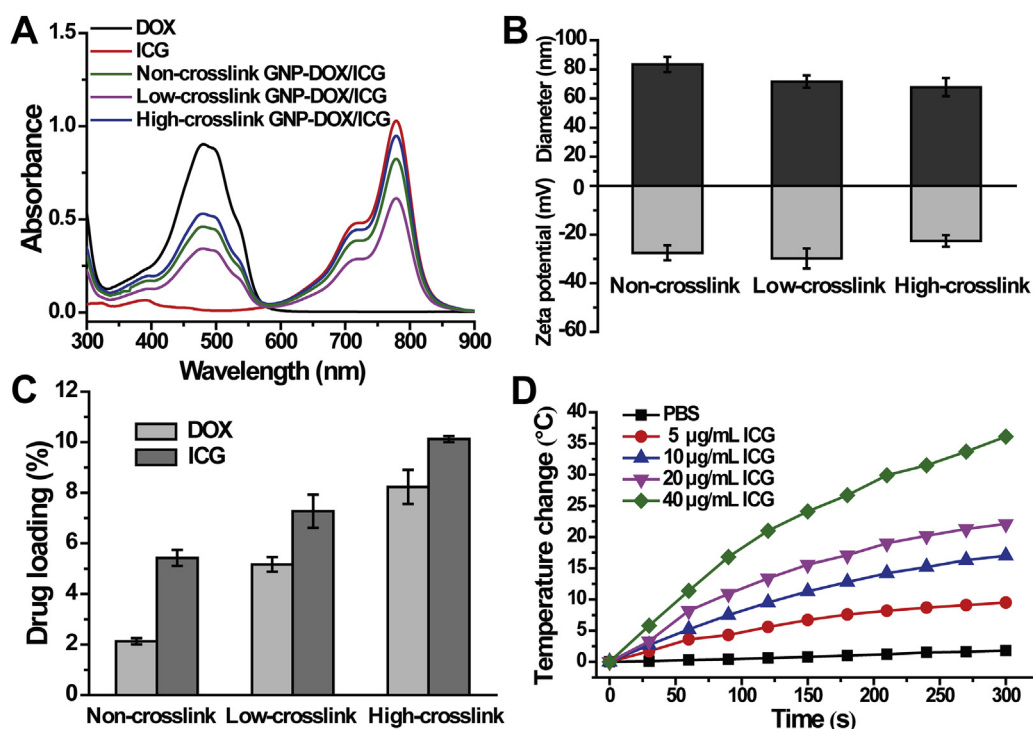 A
1.5
1.0
0.5
0.0
Absorbance
DOX
ICG
Non-crosslink GNP-DOX/ICG
Low-crosslink GNP-DOX/ICG
High-crosslink GNP-DOX/ICG
300 400 500 600 700 800 900
Wavelength (nm)
B
100
80
60
40
20
0
-20
-40
-60
Diameter (nm)
Zeta potential (mV)
Non-crosslink Low-crosslink High-crosslink
C
12
10
8
6
4
2
0
Drug loading (%)
DOX
ICG
Non-crosslink Low-crosslink High-crosslink
D
40
35
30
25
20
15
10
5
0
Temperature change (°C)
PBS
5 µg/mL ICG
10 µg/mL ICG
20 µg/mL ICG
40 µg/mL ICG
0 50 100 150 200 250 300
Time (s)